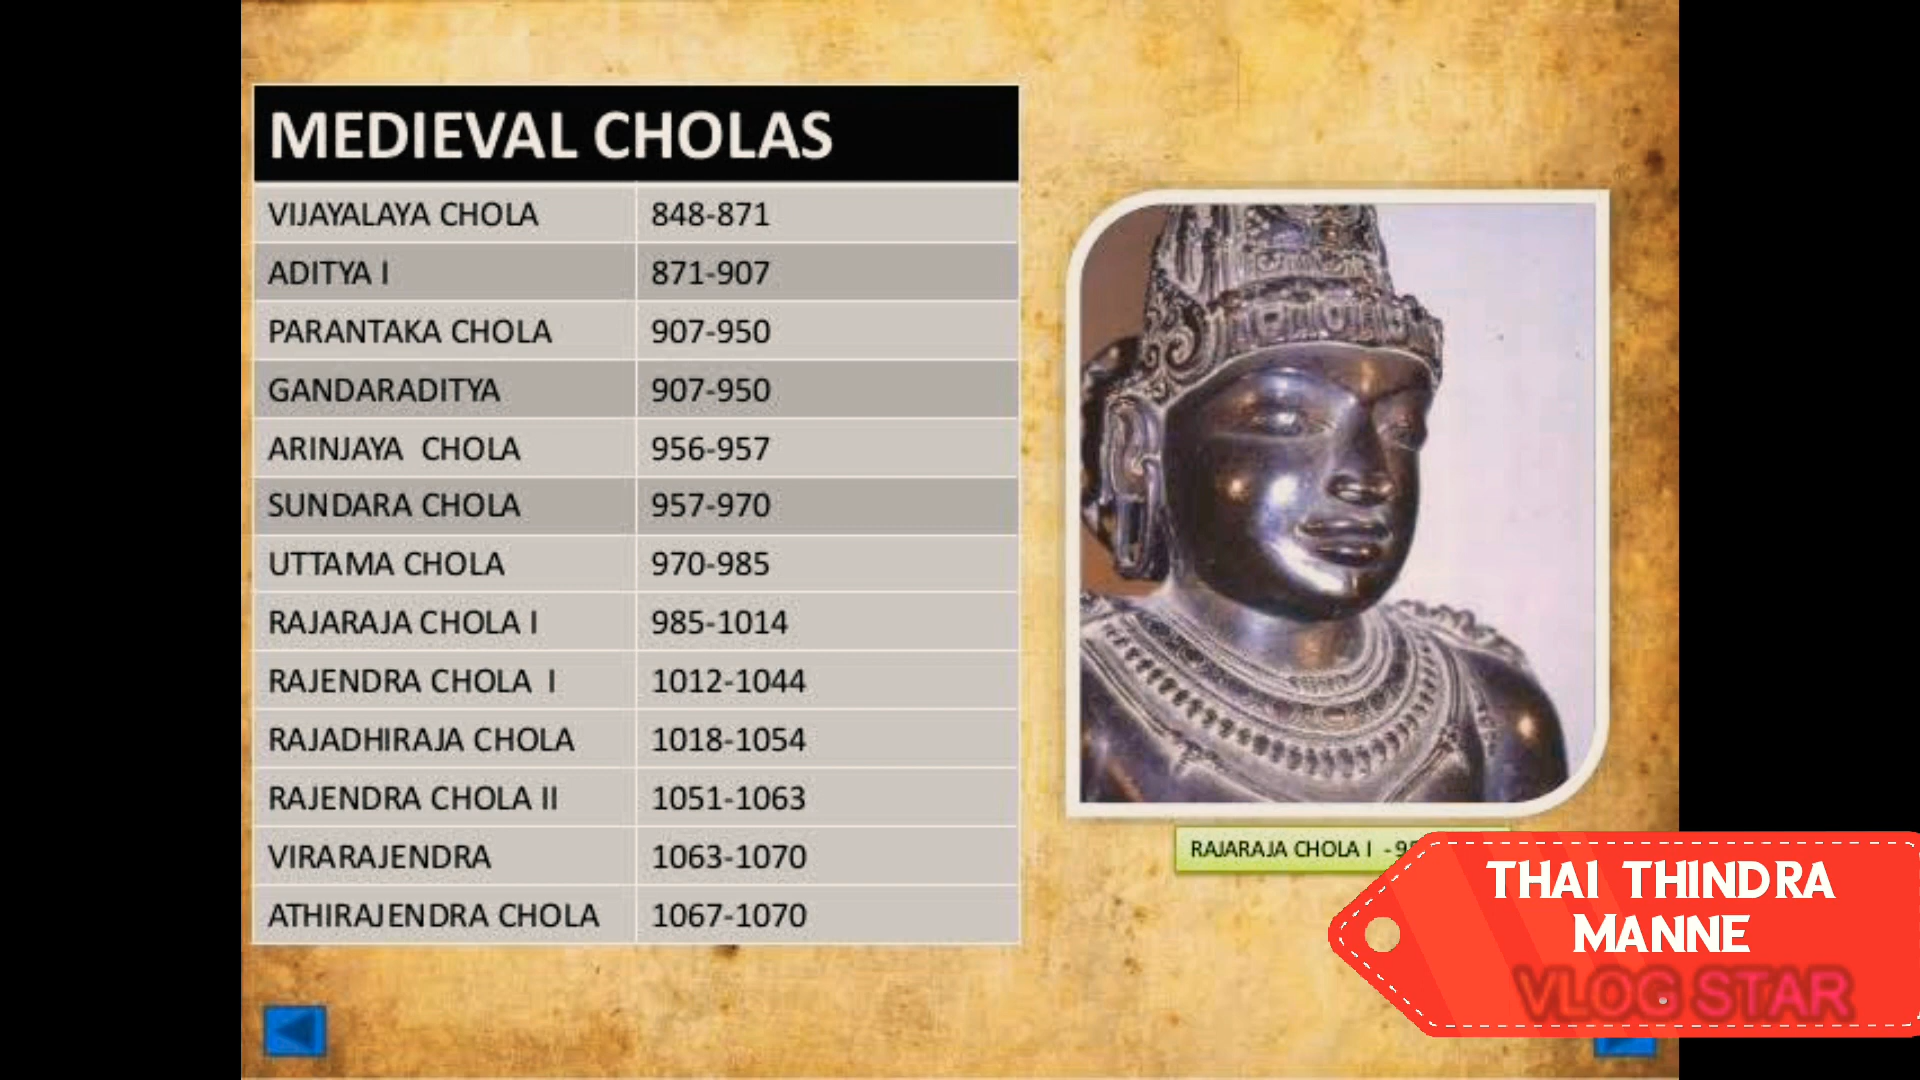 MEDIEVAL CHOLAS
VIJAYALAYA CHOLA 848-871
ADITYA I 871-907
PARANTAKA CHOLA 907-950
GANDARADITYA 907-950
ARINJAYA CHOLA 956-957
SUNDARA CHOLA 957-970
UTTAMA CHOLA 970-985
RAJARAJA CHOLA I 985-1014
RAJENDRA CHOLA I 1012-1044
RAJADHIRAJA CHOLA 1018-1054
RAJENDRA CHOLA II 1051-1063
VIRARAJENDRA 1063-1070
ATHIRAJENDRA CHOLA 1067-1070
RAJARAJA CHOLA I -
THAI THINDRA
MANNE
VLOG STAR